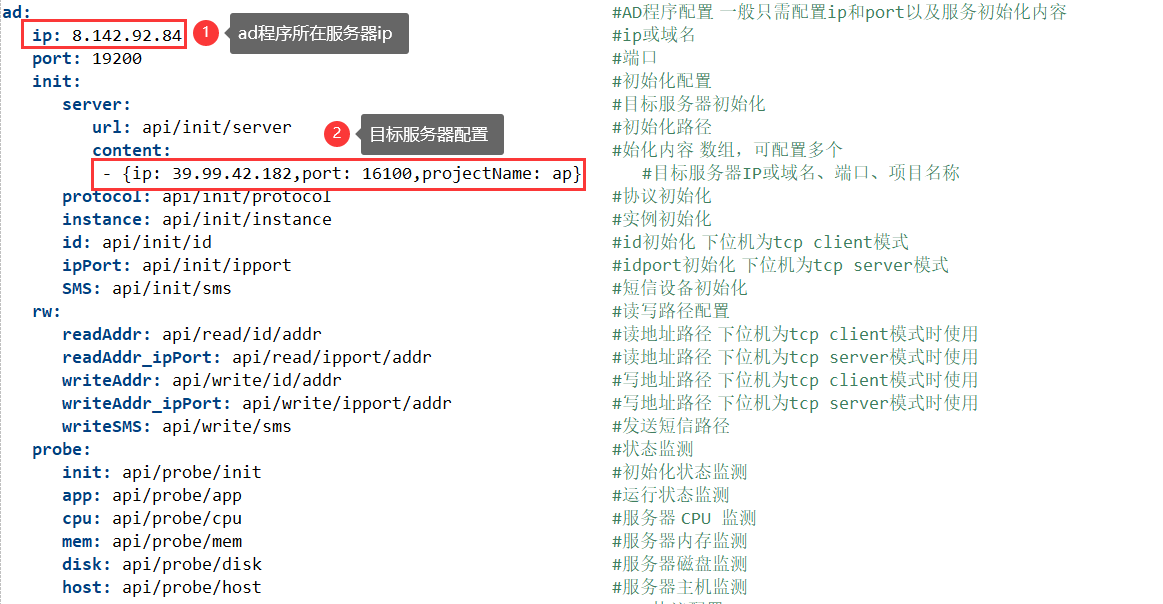 ad: #AD程序配置 一般只需配置ip和port以及服务初始化内容
ip: 8.142.92.84 1 ad程序所在服务器ip #ip或域名
port: 19200 #端口
init: #初始化配置
server: #目标服务器初始化
url: api/init/server 2 目标服务器配置 #初始化路径
content: #始化内容 数组，可配置多个
- {ip: 39.99.42.182,port: 16100,projectName: ap} #目标服务器IP或域名、端口、项目名称
protocol: api/init/protocol #协议初始化
instance: api/init/instance #实例初始化
id: api/init/id #id初始化 下位机为tcp client模式
ipPort: api/init/ipport #idport初始化 下位机为tcp server模式
SMS: api/init/sms #短信设备初始化
rw: #读写路径配置
readAddr: api/read/id/addr #读地址路径 下位机为tcp client模式时使用
readAddr_ipPort: api/read/ipport/addr #读地址路径 下位机为tcp server模式时使用
writeAddr: api/write/id/addr #写地址路径 下位机为tcp client模式时使用
writeAddr_ipPort: api/write/ipport/addr #写地址路径 下位机为tcp server模式时使用
writeSMS: api/write/sms #发送短信路径
probe: #状态监测
init: api/probe/init #初始化状态监测
app: api/probe/app #运行状态监测
cpu: api/probe/cpu #服务器 CPU 监测
mem: api/probe/mem #服务器内存监测
disk: api/probe/disk #服务器磁盘监测
host: api/probe/host #服务器主机监测